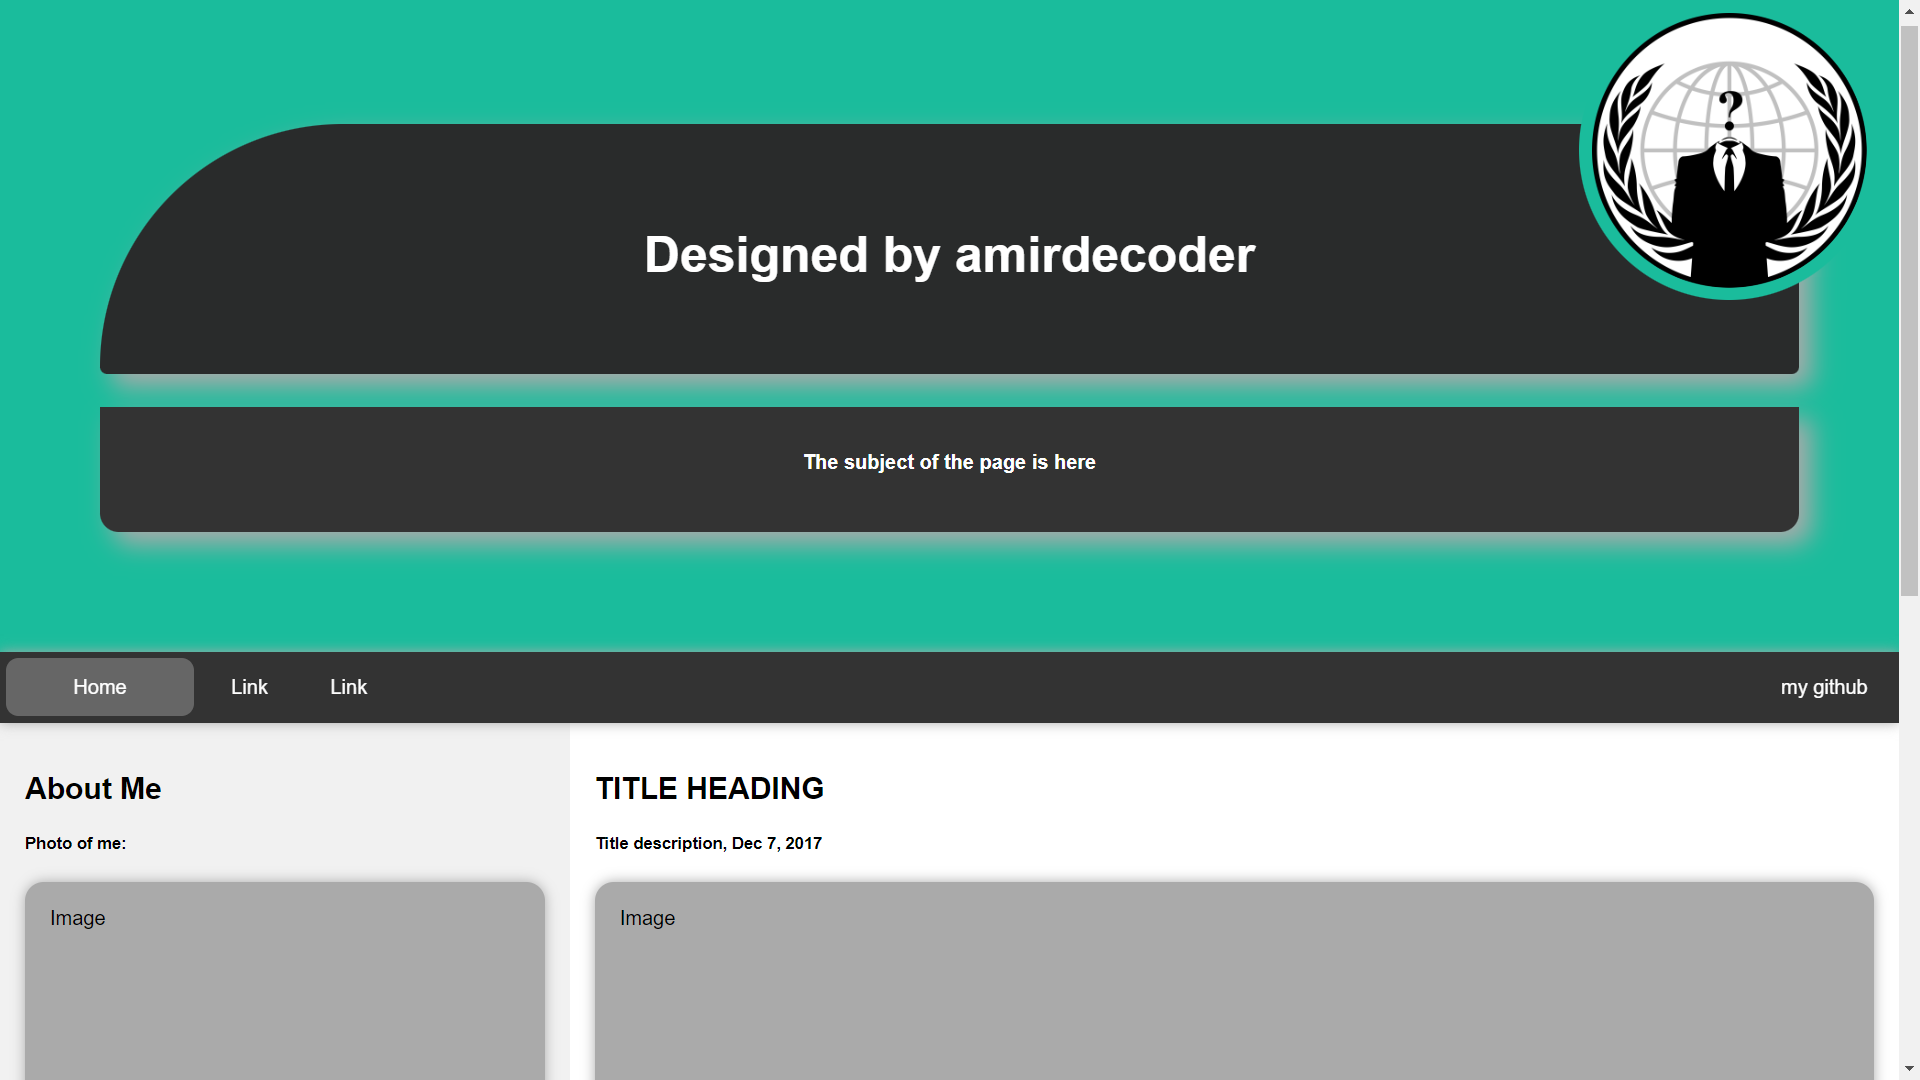 ?
Designed by amirdecoder
The subject of the page is here
Home Link Link my github
About Me
Photo of me:
Image
TITLE HEADING
Title description, Dec 7, 2017
Image